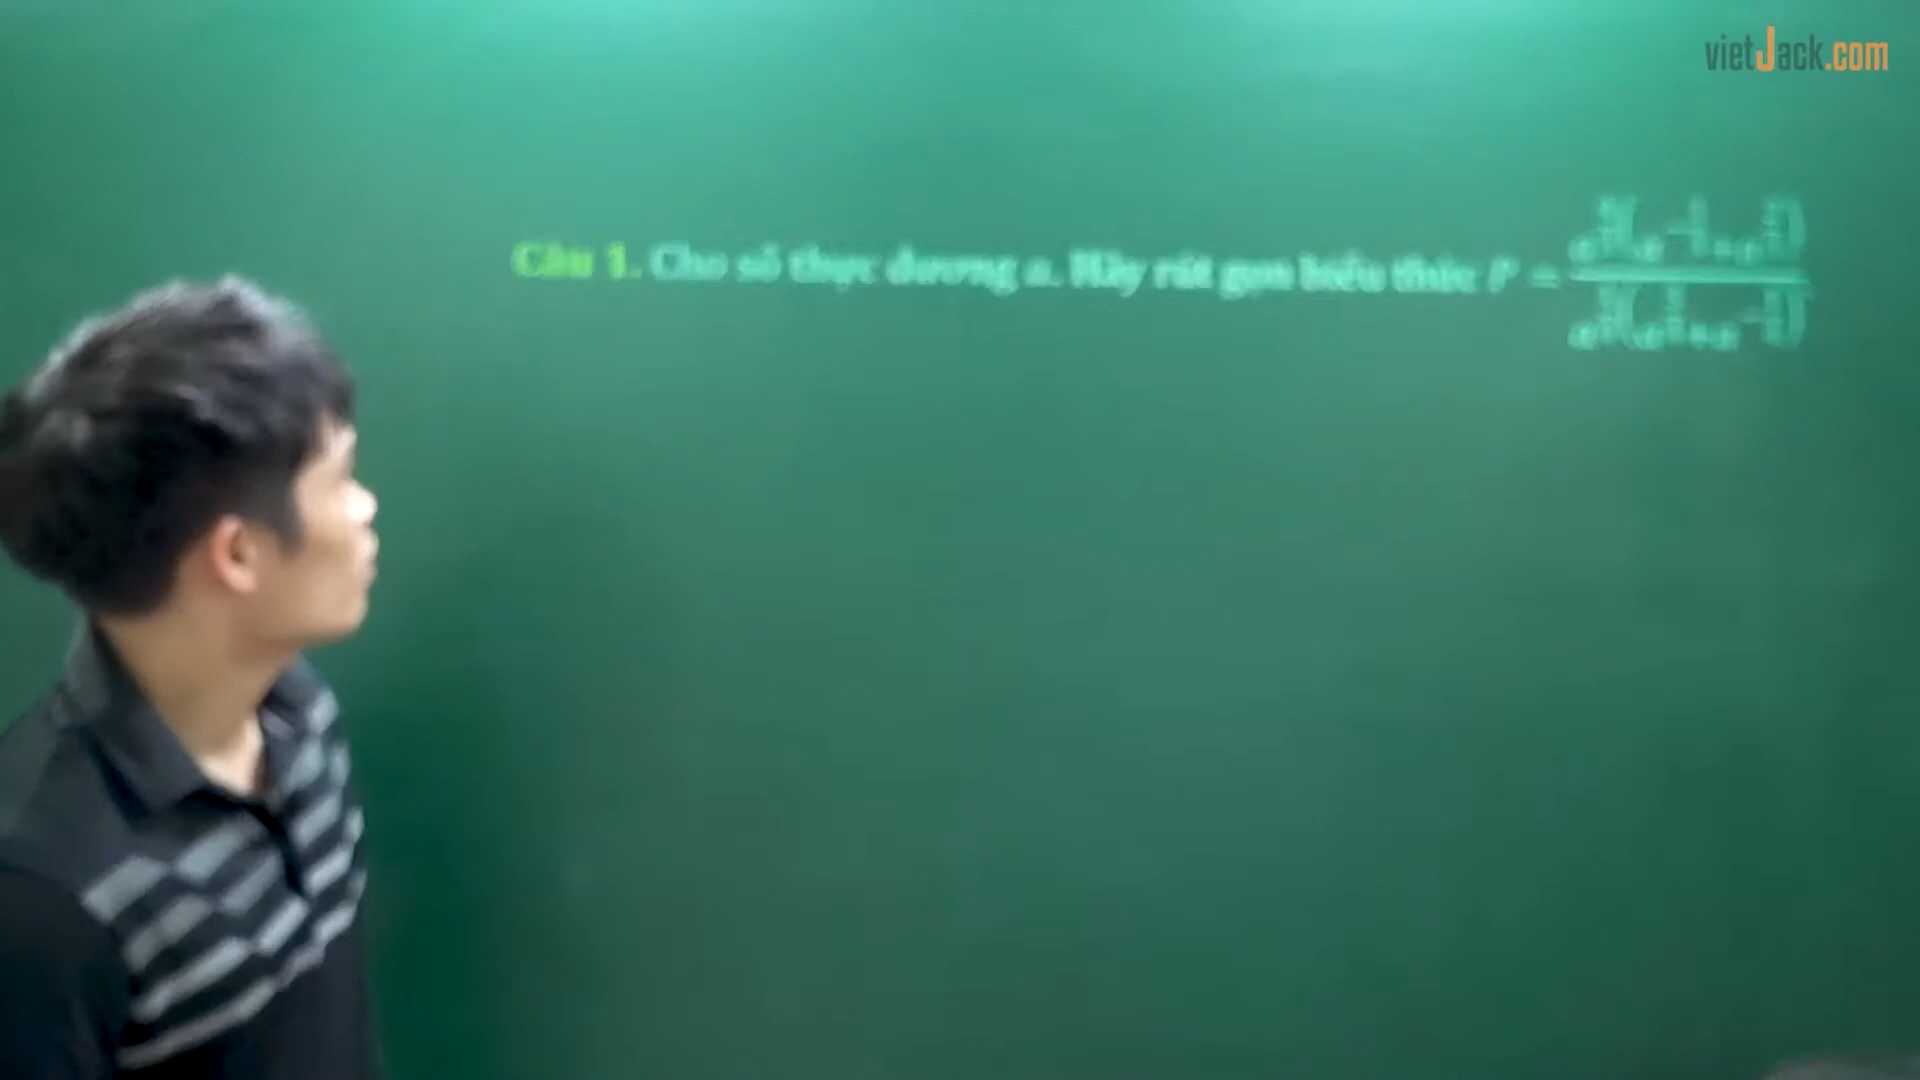 vietJack.com
Câu 1. Cho số thực dương a. Hãy rút gọn biểu thức P =